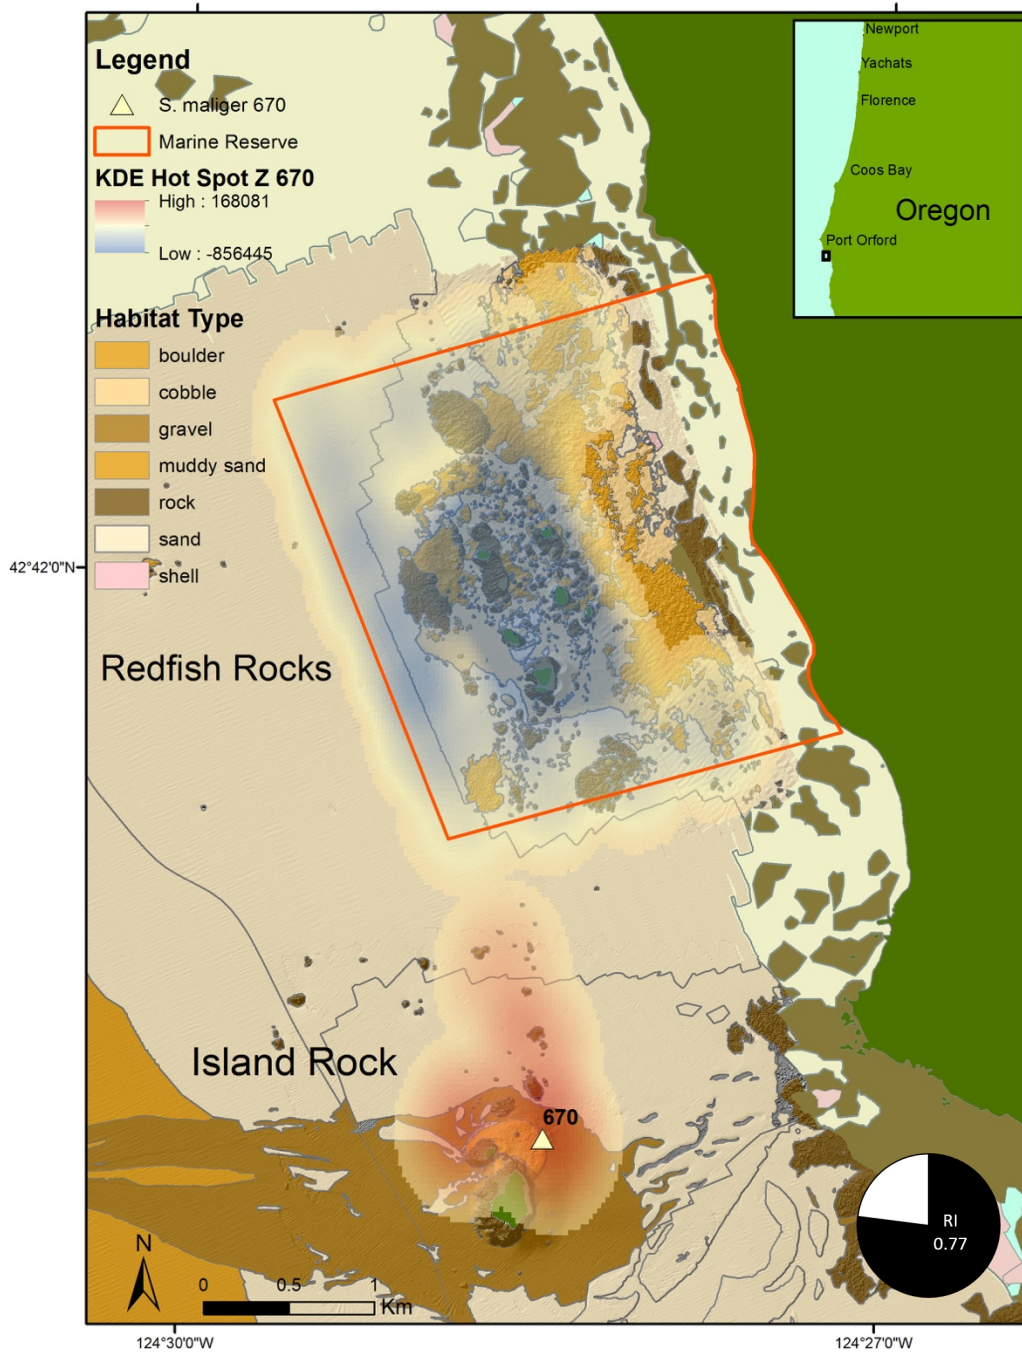 Legend
S. maliger 670
Marine Reserve
KDE Hot Spot Z 670
High : 168081
Low : -856445
Habitat Type
boulder
cobble
gravel
muddy sand
rock
sand
shell
Newport
Yachats
Florence
Coos Bay
Oregon
Port Orford
42°42'0"N
Redfish Rocks
Island Rock
670
RI
0.77
N
0 0.5 1
Km
124°30'0"W
124°27'0"W